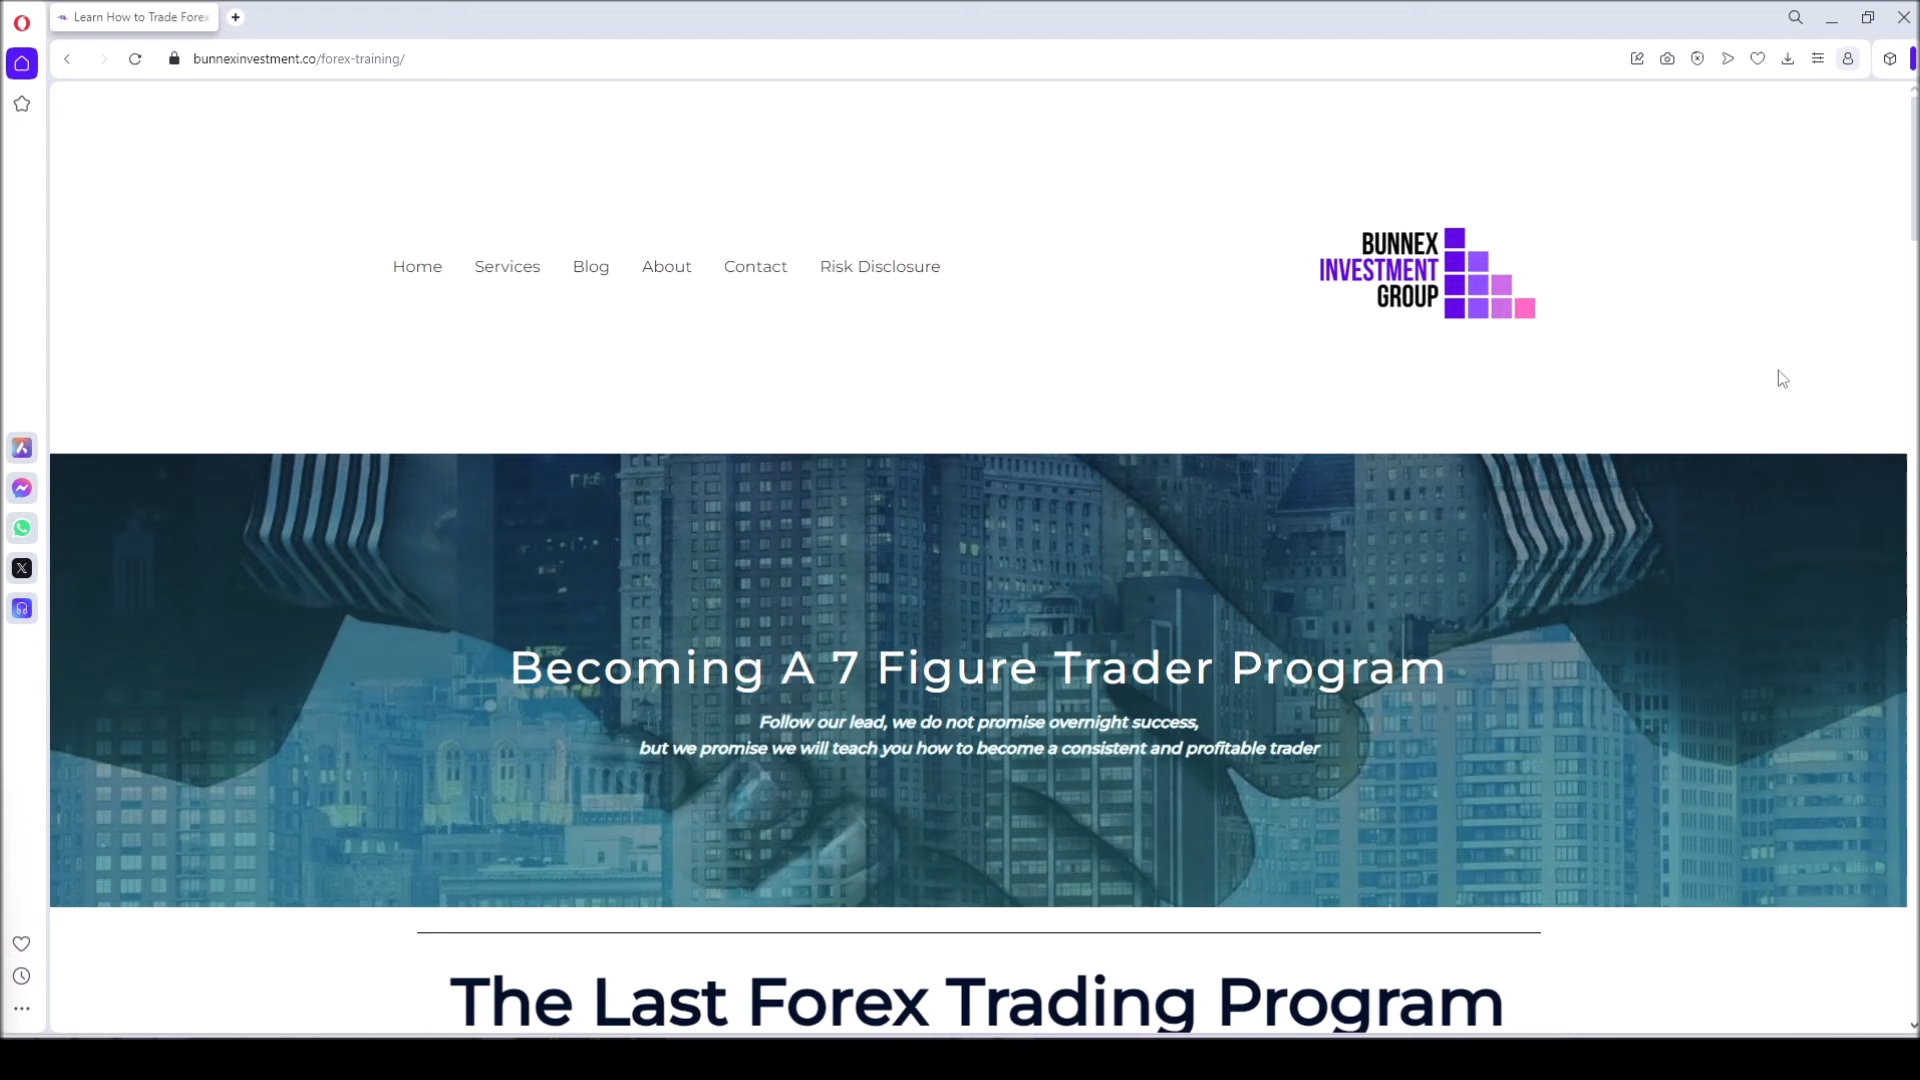 Learn How to Trade Forex
bunnexinvestment.co/forex-training/
Home
Services
Blog
About
Contact
Risk Disclosure
BUNNEX
INVESTMENT
GROUP
Becoming A 7 Figure Trader Program
Follow our lead, we do not promise overnight success,
but we promise we will teach you how to become a consistent and profitable trader
The Last Forex Trading Program